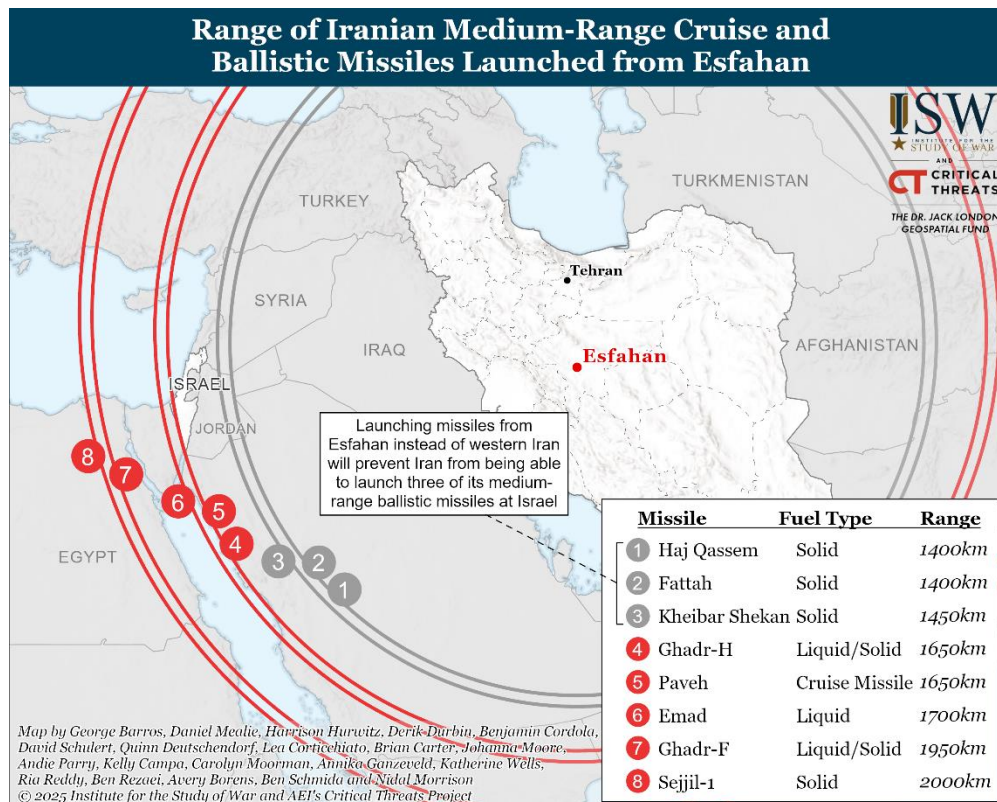 Range of Iranian Medium-Range Cruise and
Ballistic Missiles Launched from Esfahan
ISW
INSTITUTE FOR THE
STUDY OF WAR
AND
CT CRITICAL
THREATS
THE DR. JACK LONDON
GEOSPATIAL FUND
TURKEY
TURKMENISTAN
Tehran
SYRIA
IRAQ
AFGHANISTAN
Esfahan
ISRAEL
JORDAN
Launching missiles from
Esfahan instead of western Iran
will prevent Iran from being able
to launch three of its medium-
range ballistic missiles at Israel
8
7
6
5
4
3
2
1
EGYPT
Missile Fuel Type Range
1 Haj Qassem Solid 1400km
2 Fattah Solid 1400km
3 Kheibar Shekan Solid 1450km
4 Ghadr-H Liquid/Solid 1650km
5 Paveh Cruise Missile 1650km
6 Emad Liquid 1700km
7 Ghadr-F Liquid/Solid 1950km
8 Sejjil-1 Solid 2000km
Map by George Barros, Daniel Mealie, Harrison Hurwitz, Derik Durbin, Benjamin Cordola,
David Schulert, Quinn Deutschendorf, Lea Corticchiato, Brian Carter, Johanna Moore,
Andie Parry, Kelly Campa, Carolyn Moorman, Annika Ganzeveld, Katherine Wells,
Ria Reddy, Ben Rezaei, Avery Borens, Ben Schmida and Nidal Morrison
© 2025 Institute for the Study of War and AEI's Critical Threats Project